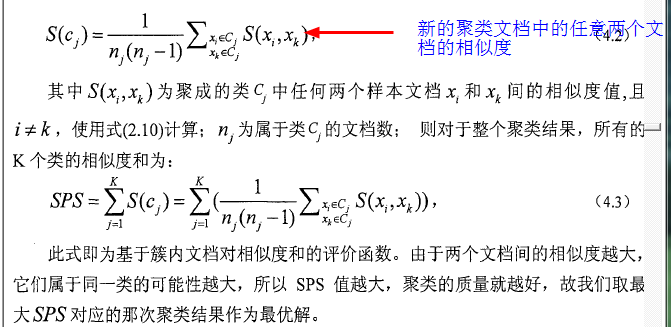 S(c_j) = \frac{1}{n_j(n_j-1)} \sum_{x_i \in C_j, x_k \in C_j} S(x_i, x_k), (4.2)
新的聚类文档中的任意两个文
档的相似度
其中 S(x_i, x_k) 为聚成的类 C_j 中任何两个样本文档 x_i 和 x_k 间的相似度值,且
i ≠ k，使用式(2.10)计算；n_j 为属于类 C_j 的文档数； 则对于整个聚类结果，所有的
K 个类的相似度和为：
SPS = \sum_{j=1}^{K} S(c_j) = \sum_{j=1}^{K} (\frac{1}{n_j(n_j-1)} \sum_{x_i \in C_j, x_k \in C_j} S(x_i, x_k)), (4.3)
此式即为基于簇内文档对相似度和的评价函数。由于两个文档间的相似度越大，
它们属于同一类的可能性越大，所以 SPS 值越大，聚类的质量就越好，故我们取最
大 SPS 对应的那次聚类结果作为最优解。